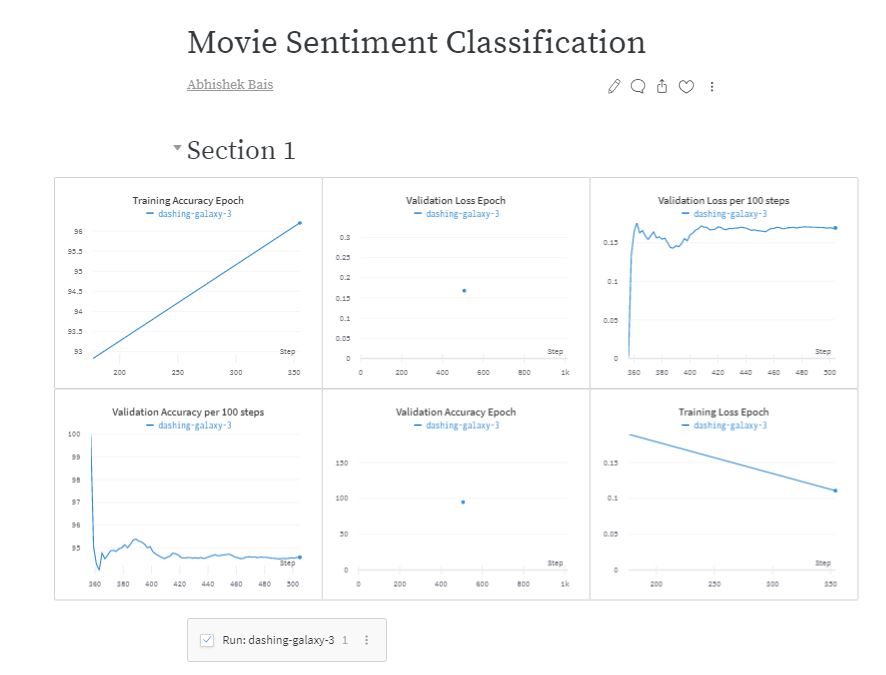 Movie Sentiment Classification
Abhishek Bais
Section 1
Training Accuracy Epoch
dashing-galaxy-3
96
95.5
95
94.5
94
93.5
93
Step
200 250 300 350
Validation Loss Epoch
dashing-galaxy-3
0.3
0.25
0.2
0.15
0.1
0.05
0
Step
0 200 400 600 800 1k
Validation Loss per 100 steps
dashing-galaxy-3
0.15
0.1
0.05
0
Step
360 380 400 420 440 460 480 500
Validation Accuracy per 100 steps
dashing-galaxy-3
100
99
98
97
96
95
Step
360 380 400 420 440 460 480 500
Validation Accuracy Epoch
dashing-galaxy-3
150
100
50
0
Step
0 200 400 600 800 1k
Training Loss Epoch
dashing-galaxy-3
0.15
0.1
0.05
0
Step
200 250 300 350
Run: dashing-galaxy-3 1